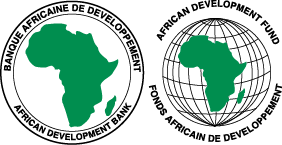 BANQUE AFRICAINE DE DEVELOPPEMENT
AFRICAN DEVELOPMENT BANK
AFRICAN DEVELOPMENT FUND
FONDS AFRICAIN DE DEVELOPPEMENT